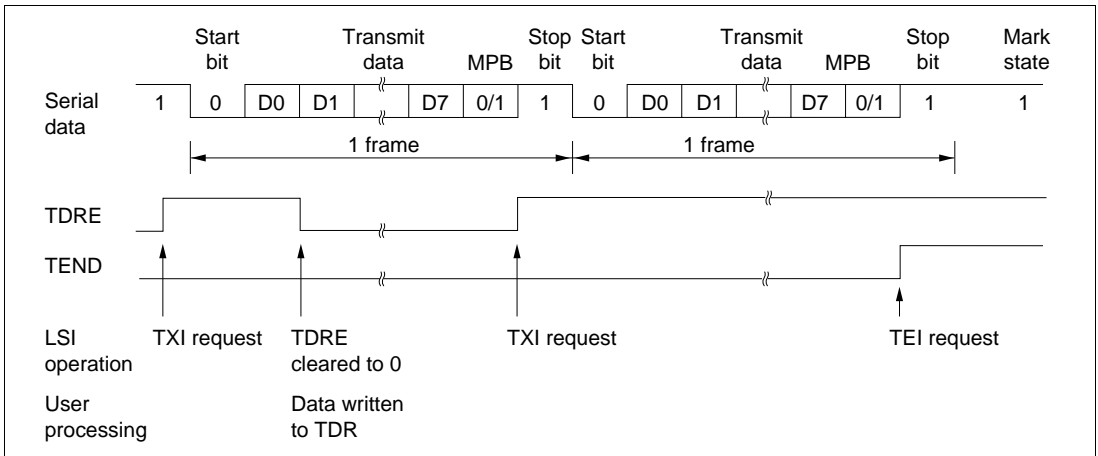 Start Transmit Stop Start Transmit Stop Mark
bit data MPB bit bit data MPB bit state
Serial 1 0 D0 D1 D7 0/1 1 0 D0 D1 D7 0/1 1 1
data
1 frame 1 frame
TDRE
TEND
LSI TXI request TDRE TXI request TEI request
operation cleared to 0
User Data written
processing to TDR